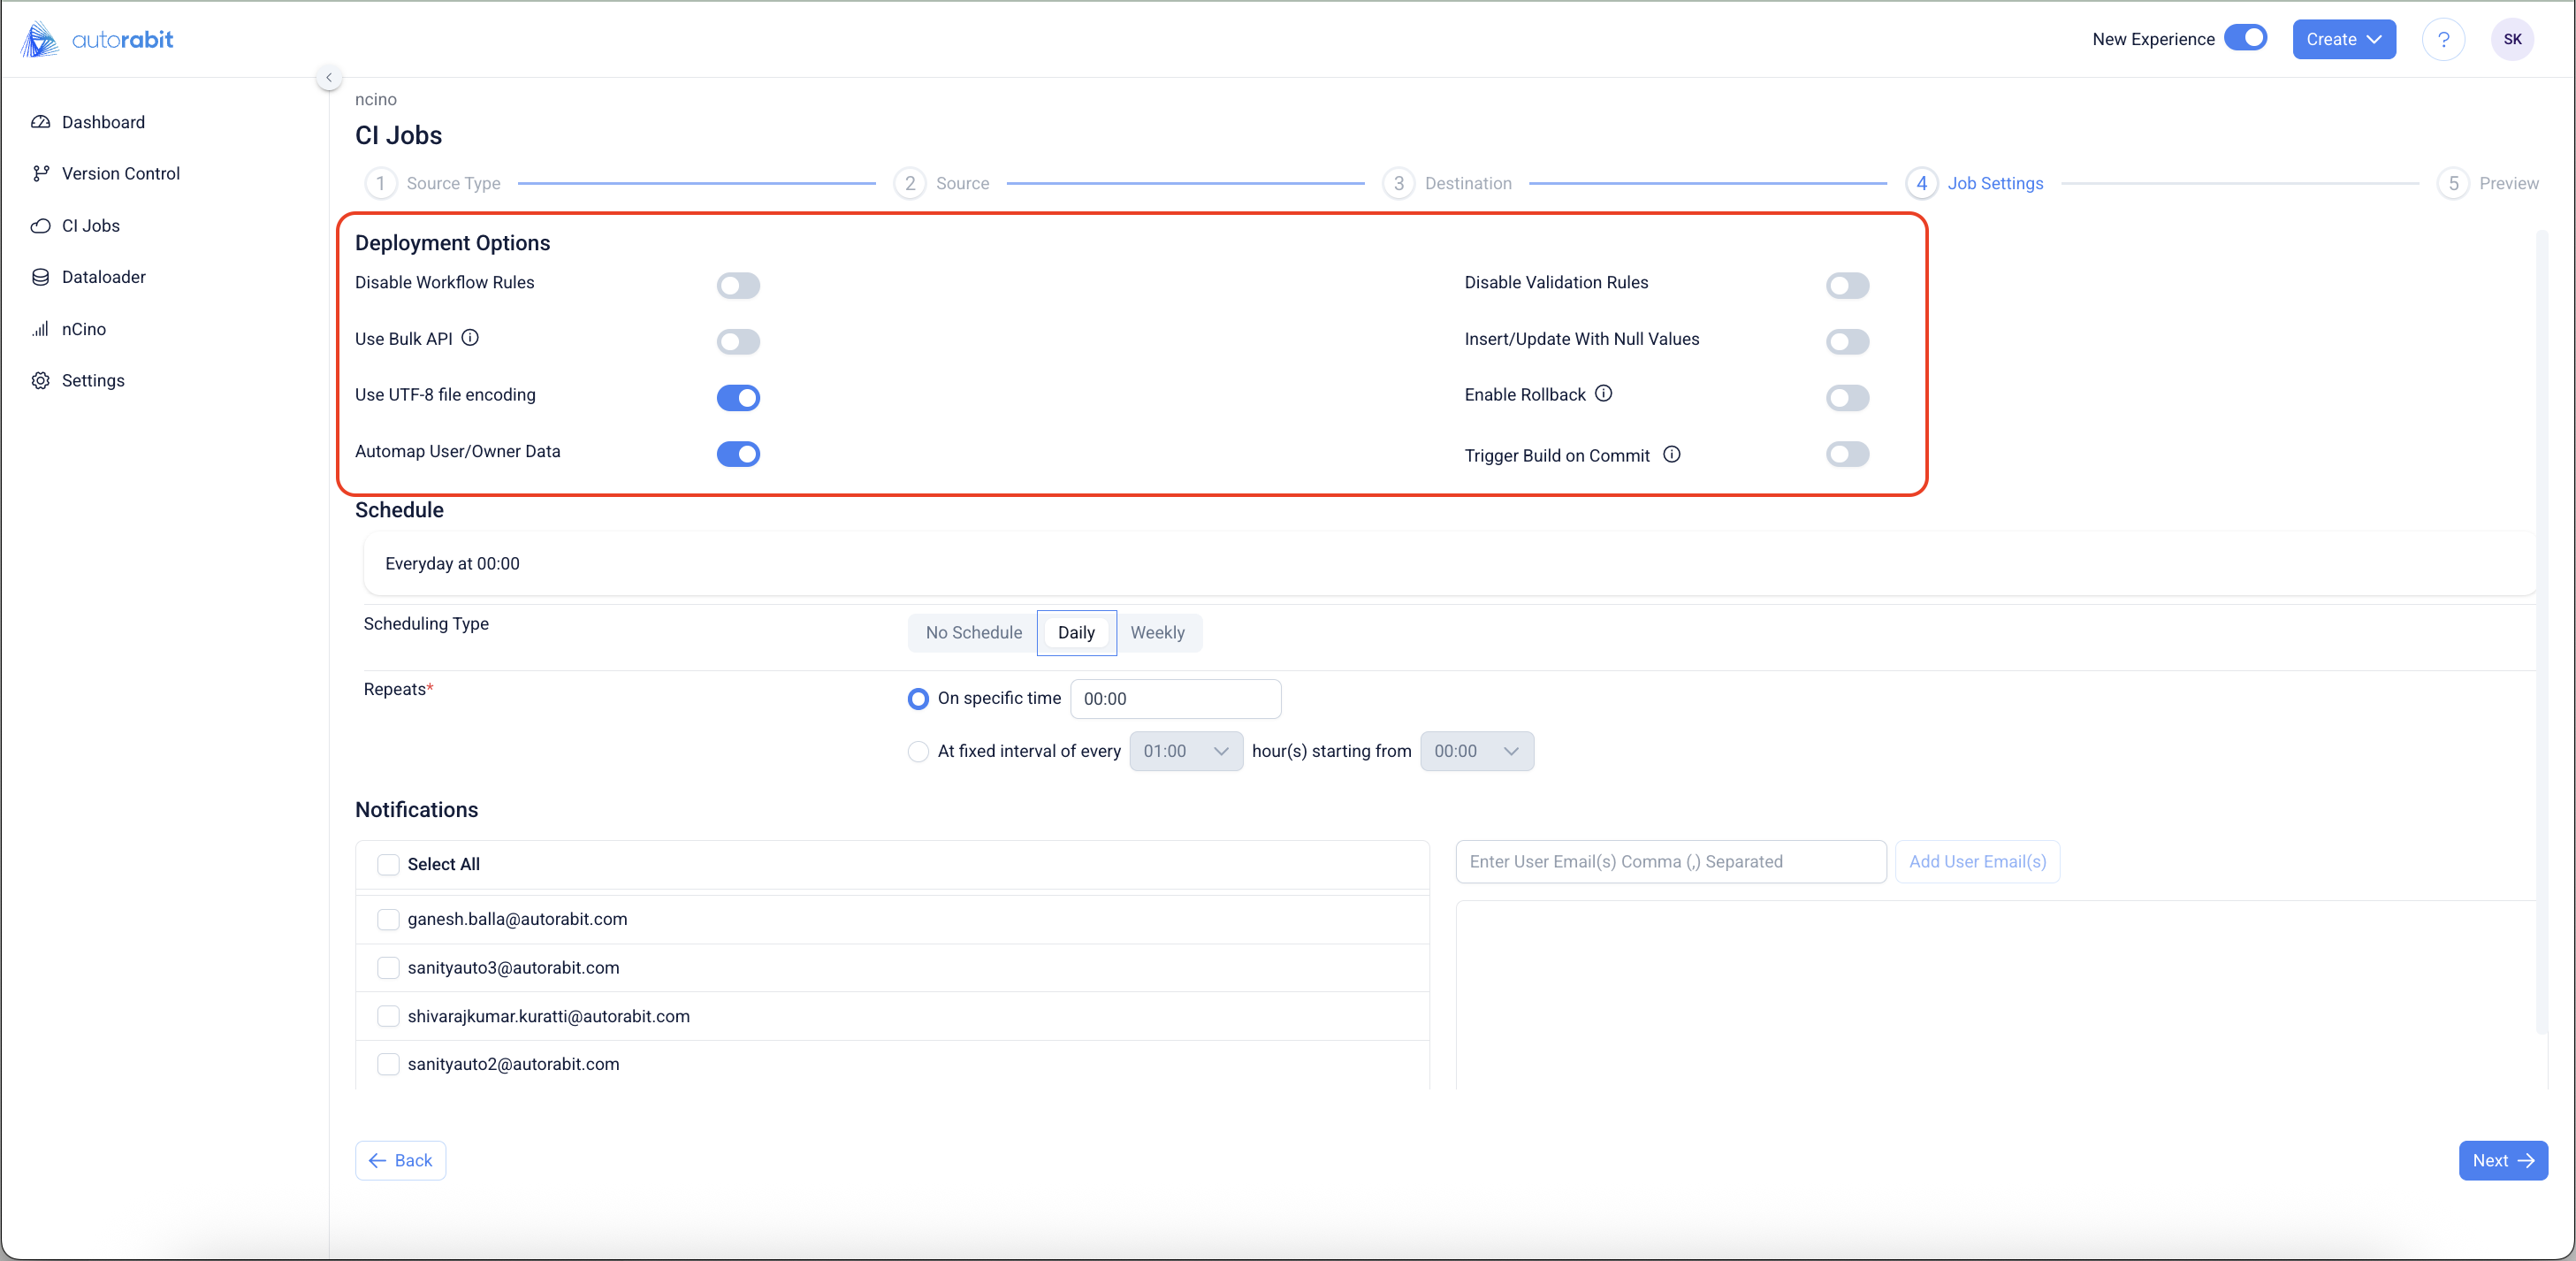 autorabit
New Experience
Create
?
SK
Dashboard
Version Control
CI Jobs
Dataloader
nCino
Settings
ncino
CI Jobs
1 Source Type
2 Source
3 Destination
4 Job Settings
5 Preview
Deployment Options
Disable Workflow Rules
Disable Validation Rules
Use Bulk API
Insert/Update With Null Values
Use UTF-8 file encoding
Enable Rollback
Automap User/Owner Data
Trigger Build on Commit
Schedule
Everyday at 00:00
Scheduling Type
No Schedule
Daily
Weekly
Repeats*
On specific time 00:00
At fixed interval of every 01:00 hour(s) starting from 00:00
Notifications
Select All
Enter User Email(s) Comma (,) Separated
Add User Email(s)
ganesh.balla@autorabit.com
sanityauto3@autorabit.com
shivarajkumar.kuratti@autorabit.com
sanityauto2@autorabit.com
Back
Next